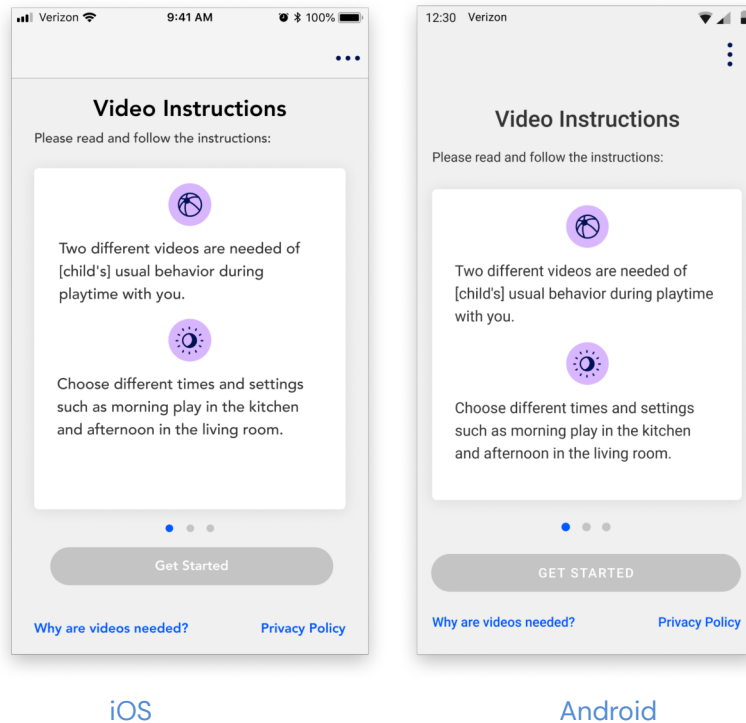 Verizon 9:41 AM 100%
Video Instructions
Please read and follow the instructions:
Two different videos are needed of
[child's] usual behavior during
playtime with you.
Choose different times and settings
such as morning play in the kitchen
and afternoon in the living room.
Get Started
Why are videos needed? Privacy Policy
iOS
12:30 Verizon
Video Instructions
Please read and follow the instructions:
Two different videos are needed of
[child's] usual behavior during playtime
with you.
Choose different times and settings
such as morning play in the kitchen
and afternoon in the living room.
GET STARTED
Why are videos needed? Privacy Policy
Android